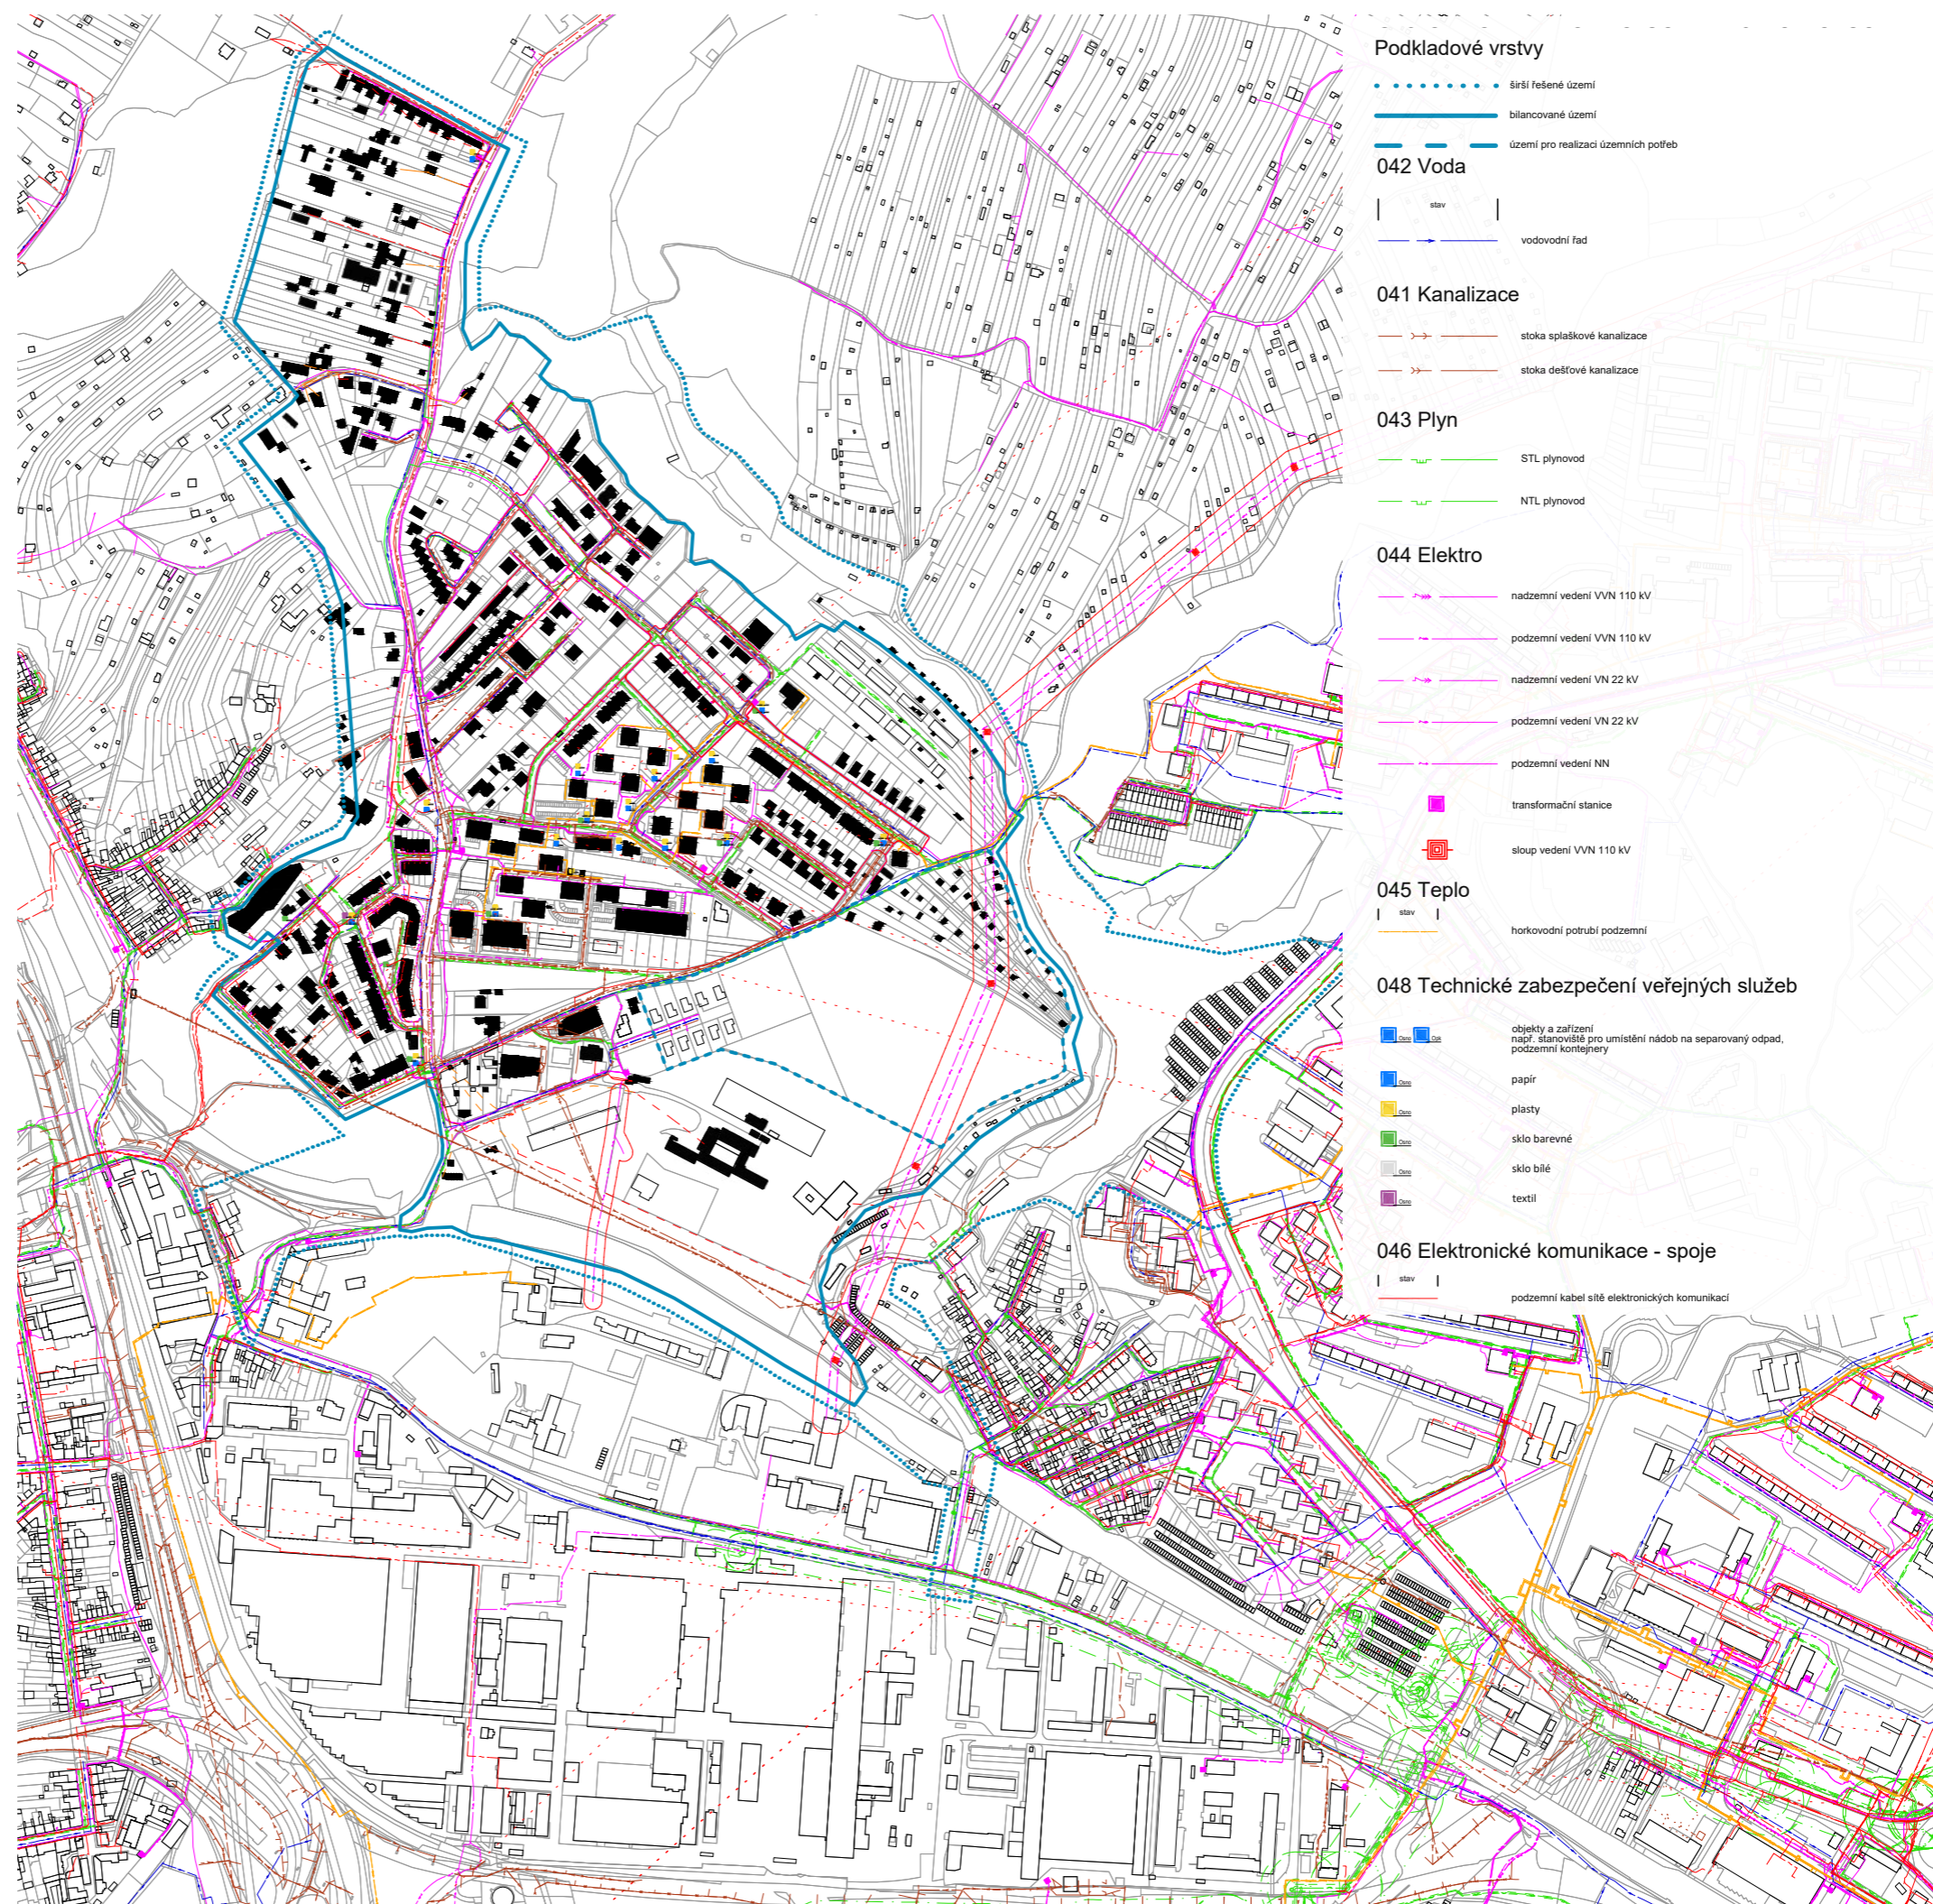 Podkladové vrstvy
širší řešené území
bilancované území
území pro realizaci územních potřeb
042 Voda
stav
vodovodní řad
041 Kanalizace
stoka splaškové kanalizace
stoka dešťové kanalizace
043 Plyn
STL plynovod
NTL plynovod
044 Elektro
nadzemní vedení VVN 110 kV
podzemní vedení VVN 110 kV
nadzemní vedení VN 22 kV
podzemní vedení VN 22 kV
podzemní vedení NN
transformační stanice
sloup vedení VVN 110 kV
045 Teplo
stav
horkovodní potrubí podzemní
048 Technické zabezpečení veřejných služeb
objekty a zařízení
např. stanoviště pro umístění nádob na separovaný odpad,
podzemní kontejnery
papír
plasty
sklo barevné
sklo bílé
textil
046 Elektronické komunikace - spoje
stav
podzemní kabel sítě elektronických komunikací